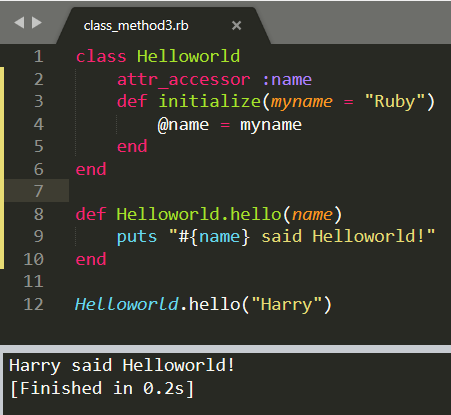 class_method3.rb ×
1 class Helloworld
2     attr_accessor :name
3     def initialize(myname = "Ruby")
4         @name = myname
5     end
6 end
7
8 def Helloworld.hello(name)
9     puts "#{name} said Helloworld!"
10 end
11
12 Helloworld.hello("Harry")
Harry said Helloworld!
[Finished in 0.2s]